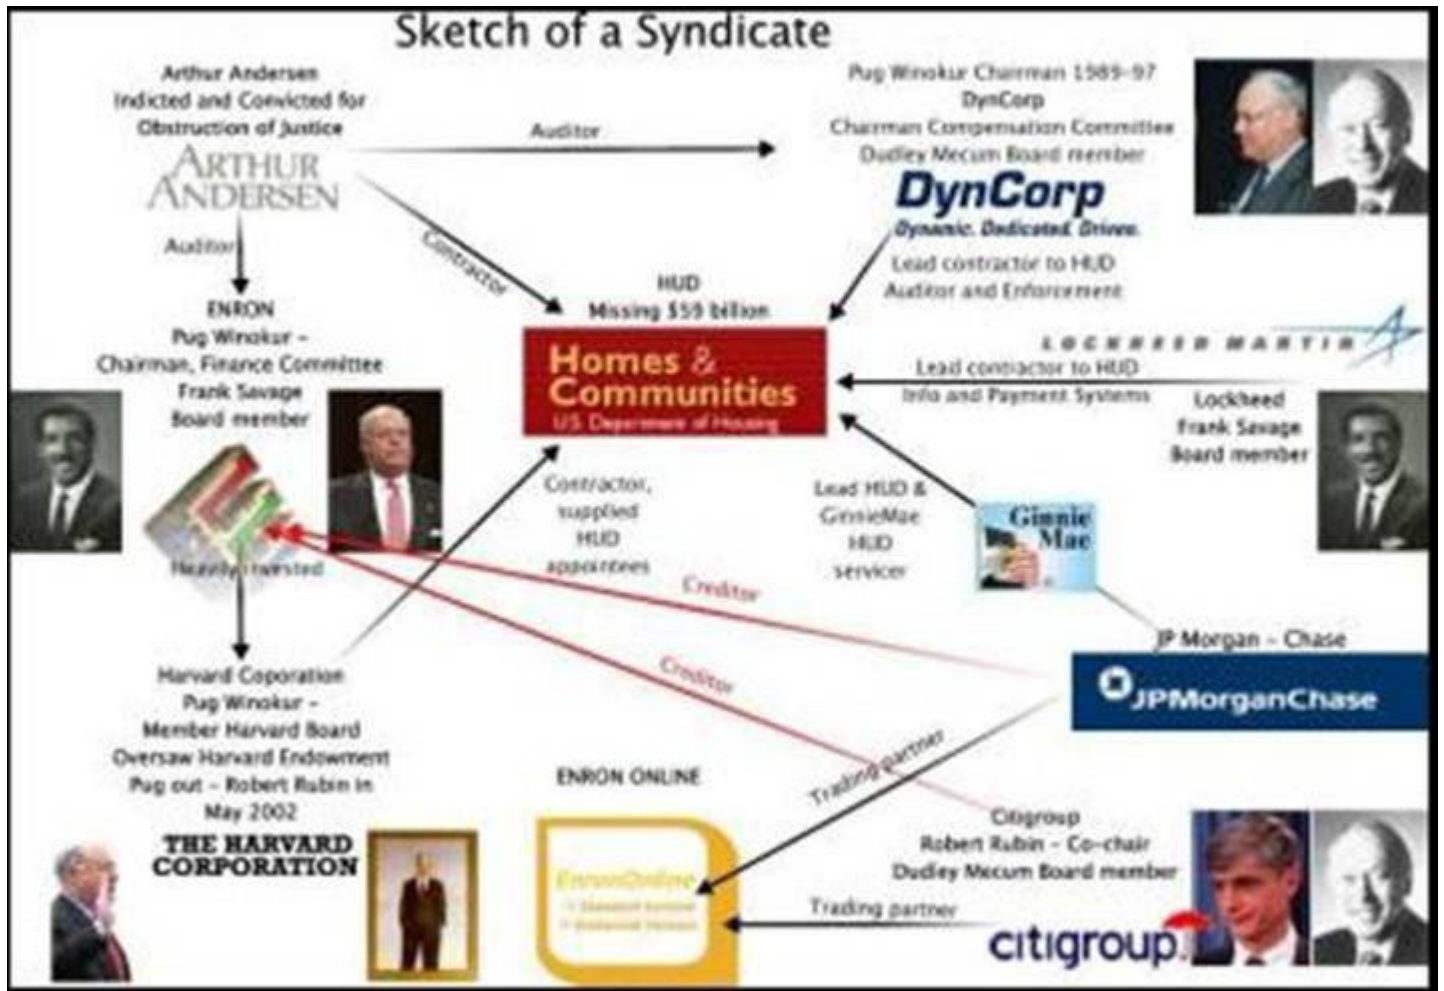 Sketch of a Syndicate
Arthur Andersen
Indicted and Convicted for
Obstruction of Justice
ARTHUR
ANDERSEN
Auditor
Pug Winokur Chairman 1989-97
DynCorp
Chairman Compensation Committee
Dudley Mecum Board member
DynCorp
Dynamic. Dedicated. Driven.
Lead contractor to HUD
Auditor and Enforcement
Auditor
Contractor
HUD
Missing $59 billion
Homes &
Communities
U.S. Department of Housing
ENRON
Pug Winokur -
Chairman, Finance Committee
Frank Savage
Board member
LOCKHEED MARTIN
Lead contractor to HUD
Info and Payment Systems
Lockheed
Frank Savage
Board member
Contractor,
supplied
HUD
appointees
Lead HUD &
GinnieMae
HUD
servicer
Ginnie
Mae
Heavily invested
Creditor
Creditor
JP Morgan - Chase
JPMorganChase
Harvard Coporation
Pug Winokur -
Member Harvard Board
Oversaw Harvard Endowment
Pug out - Robert Rubin in
May 2002
THE HARVARD
CORPORATION
ENRON ONLINE
EnronOnline
Trading partner
Citigroup
Robert Rubin - Co-chair
Dudley Mecum Board member
Trading partner
citigroup